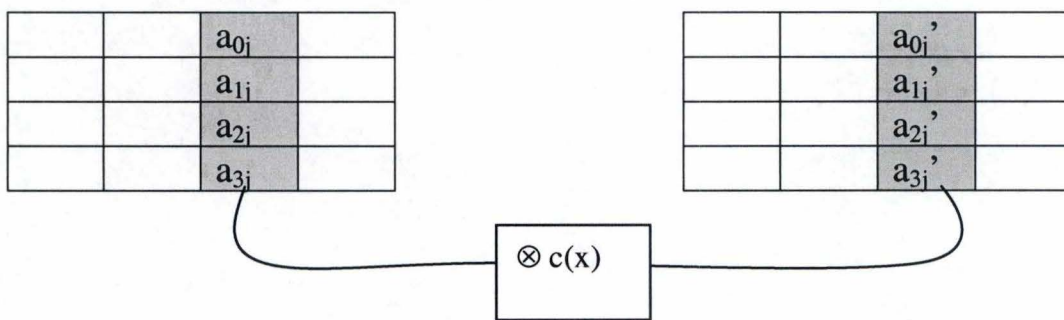 a₀ⱼ a₀ⱼ’
a₁ⱼ a₁ⱼ’
a₂ⱼ a₂ⱼ’
a₃ⱼ a₃ⱼ’
⊗ c(x)